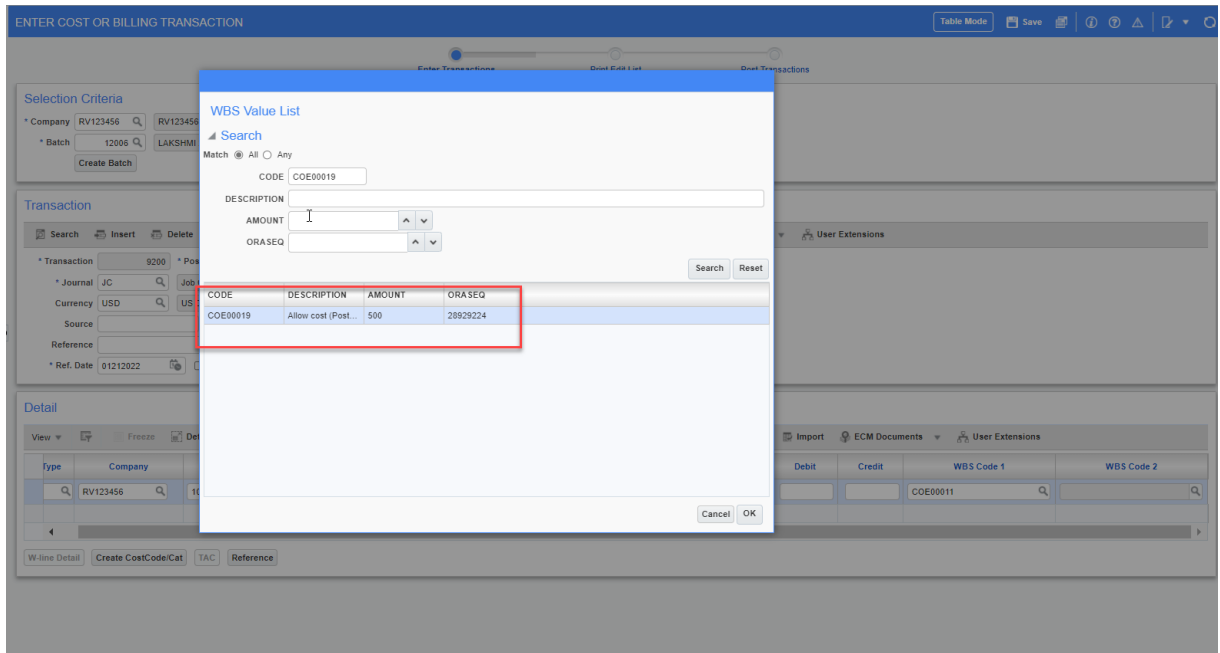 ENTER COST OR BILLING TRANSACTION Table Mode Save
Enter Transactions Print Edit List Post Transactions
Selection Criteria
* Company RV123456 RV123456
* Batch 12006 LAKSHMI
Create Batch
Transaction
Search Insert Delete User Extensions
* Transaction 9200 * Pos
* Journal JC Job
Currency USD US
Source
Reference
* Ref. Date 01212022
WBS Value List
Search
Match All Any
CODE COE00019
DESCRIPTION
AMOUNT
ORASEQ
Search Reset
CODE DESCRIPTION AMOUNT ORASEQ
COE00019 Allow cost (Post... 500 28929224
Cancel OK
Detail
View Freeze Det Import ECM Documents User Extensions
Type Company Debit Credit WBS Code 1 WBS Code 2
RV123456 10 COE00011
W-line Detail Create CostCode/Cat TAC Reference